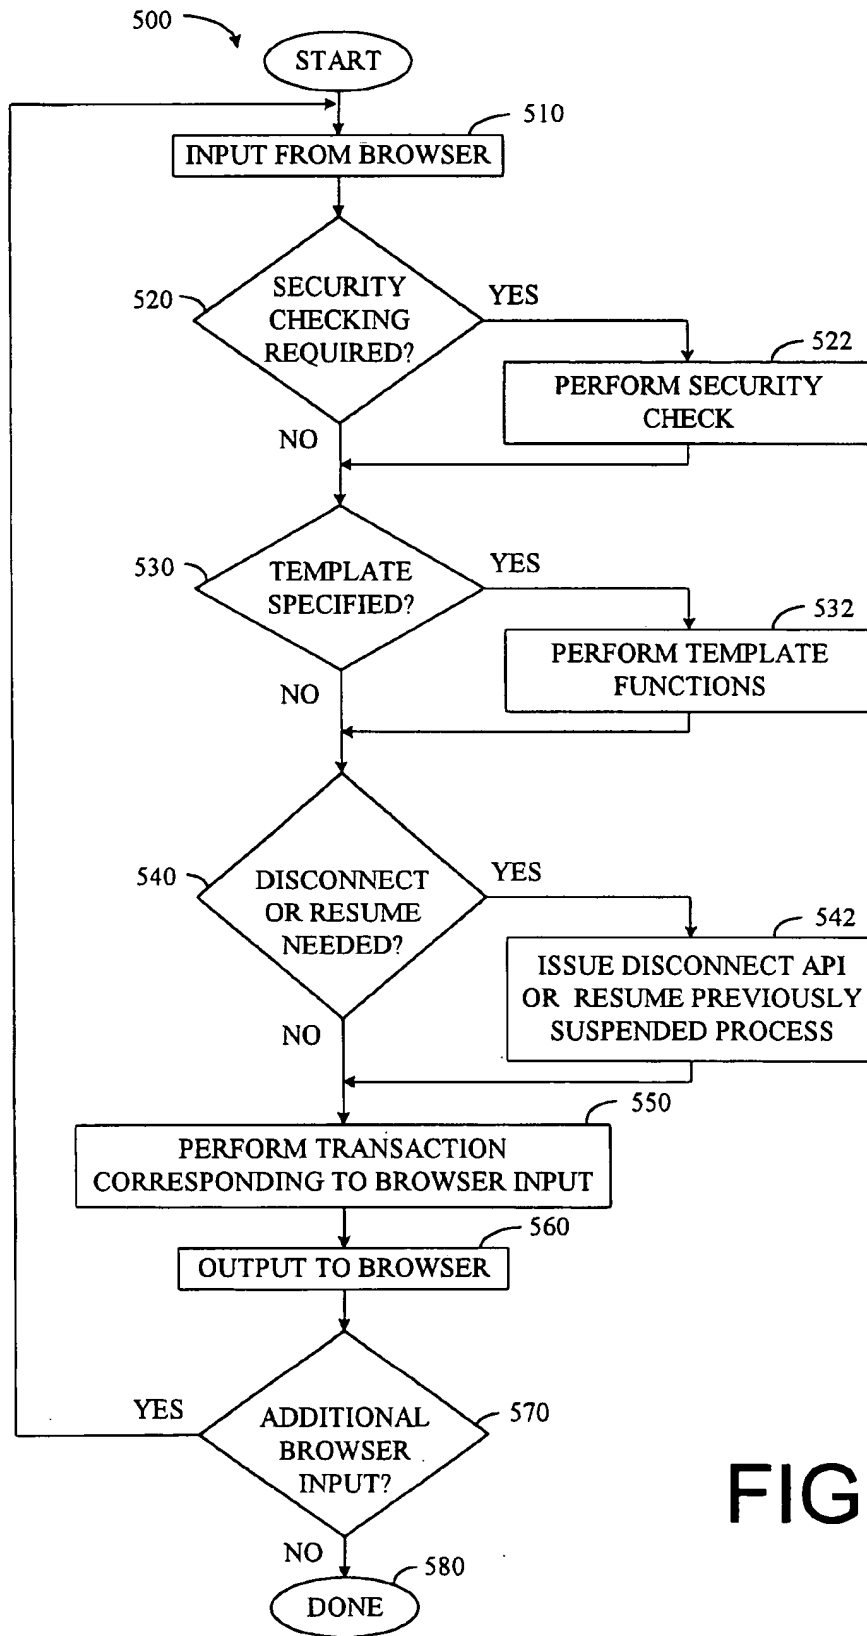 500
START
510
INPUT FROM BROWSER
520
SECURITY
CHECKING
REQUIRED?
YES
522
PERFORM SECURITY
CHECK
NO
530
TEMPLATE
SPECIFIED?
YES
532
PERFORM TEMPLATE
FUNCTIONS
NO
540
DISCONNECT
OR RESUME
NEEDED?
YES
542
ISSUE DISCONNECT API
OR RESUME PREVIOUSLY
SUSPENDED PROCESS
NO
550
PERFORM TRANSACTION
CORRESPONDING TO BROWSER INPUT
560
OUTPUT TO BROWSER
YES
570
ADDITIONAL
BROWSER
INPUT?
NO
580
DONE
FIG